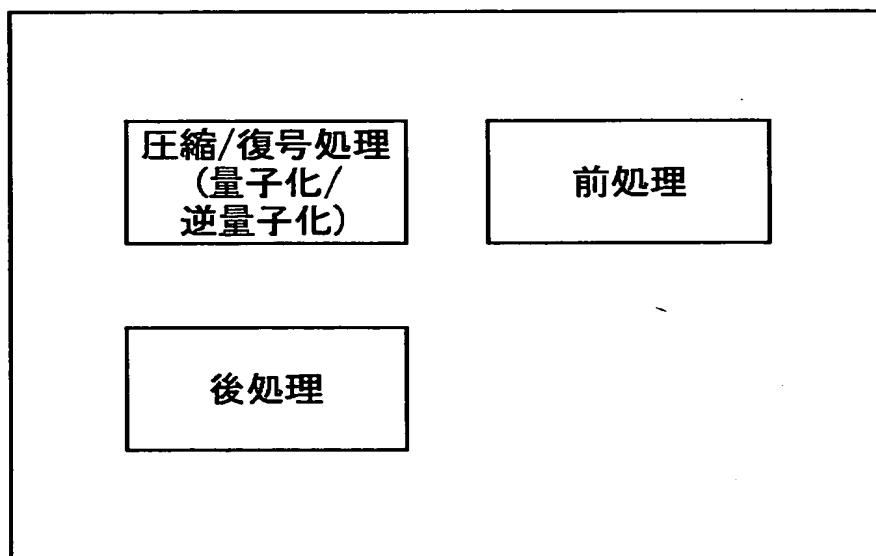 圧縮/復号処理
(量子化/
逆量子化)
前処理
後処理